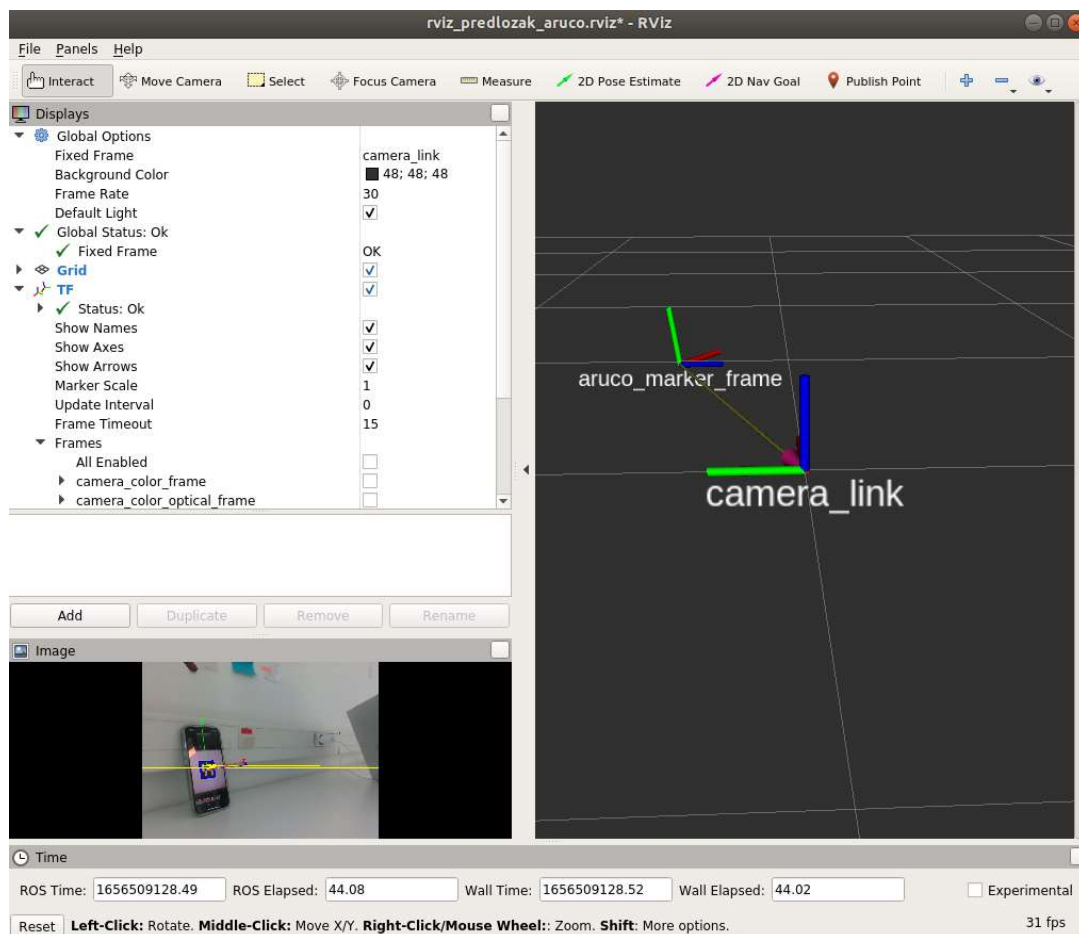 rviz_predlozak_aruco.rviz* - RViz
File Panels Help
Interact Move Camera Select Focus Camera Measure 2D Pose Estimate 2D Nav Goal Publish Point
Displays
Global Options
Fixed Frame camera_link
Background Color 48; 48; 48
Frame Rate 30
Default Light
Global Status: Ok
Fixed Frame OK
Grid
TF
Status: Ok
Show Names
Show Axes
Show Arrows
Marker Scale 1
Update Interval 0
Frame Timeout 15
Frames
All Enabled
camera_color_frame
camera_color_optical_frame
aruco_marker_frame
camera_link
Add Duplicate Remove Rename
Image
Time
ROS Time: 1656509128.49 ROS Elapsed: 44.08 Wall Time: 1656509128.52 Wall Elapsed: 44.02 Experimental
Reset Left-Click: Rotate. Middle-Click: Move X/Y. Right-Click/Mouse Wheel:: Zoom. Shift: More options. 31 fps